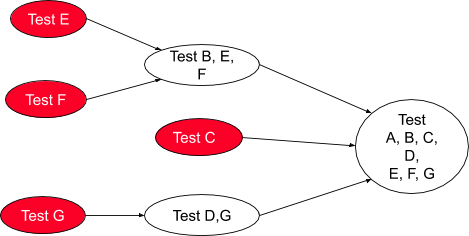 Test E
Test B, E,
F
Test F
Test C
Test
A, B, C,
D,
E, F, G
Test G
Test D,G